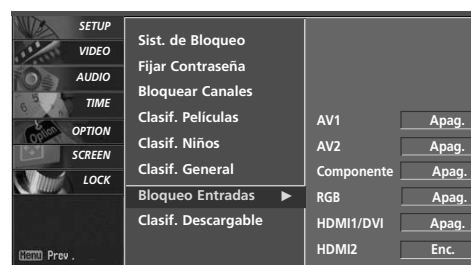 SETUP
VIDEO
AUDIO
TIME
OPTION
SCREEN
LOCK
Menu Prev .
Sist. de Bloqueo
Fijar Contraseña
Bloquear Canales
Clasif. Películas
Clasif. Niños
Clasif. General
Bloqueo Entradas ►
Clasif. Descargable
AV1 Apag.
AV2 Apag.
Componente Apag.
RGB Apag.
HDMI1/DVI Apag.
HDMI2 Enc.